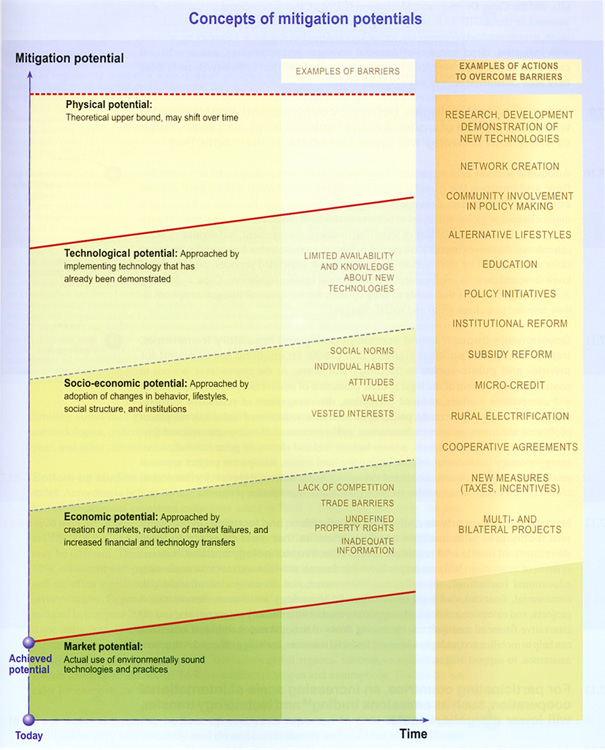 Concepts of mitigation potentials
Mitigation potential
EXAMPLES OF BARRIERS
EXAMPLES OF ACTIONS
TO OVERCOME BARRIERS
Physical potential:
Theoretical upper bound, may shift over time
Technological potential: Approached by
implementing technology that has
already been demonstrated
LIMITED AVAILABILITY
AND KNOWLEDGE
ABOUT NEW
TECHNOLOGIES
Socio-economic potential: Approached by
adoption of changes in behavior, lifestyles,
social structure, and institutions
SOCIAL NORMS
INDIVIDUAL HABITS
ATTITUDES
VALUES
VESTED INTERESTS
Economic potential: Approached by
creation of markets, reduction of market failures, and
increased financial and technology transfers
LACK OF COMPETITION
TRADE BARRIERS
UNDEFINED
PROPERTY RIGHTS
INADEQUATE
INFORMATION
Market potential:
Actual use of environmentally sound
technologies and practices
RESEARCH, DEVELOPMENT
DEMONSTRATION OF
NEW TECHNOLOGIES
NETWORK CREATION
COMMUNITY INVOLVEMENT
IN POLICY MAKING
ALTERNATIVE LIFESTYLES
EDUCATION
POLICY INITIATIVES
INSTITUTIONAL REFORM
SUBSIDY REFORM
MICRO-CREDIT
RURAL ELECTRIFICATION
COOPERATIVE AGREEMENTS
NEW MEASURES
(TAXES, INCENTIVES)
MULTI- AND
BILATERAL PROJECTS
Achieved
potential
Today
Time